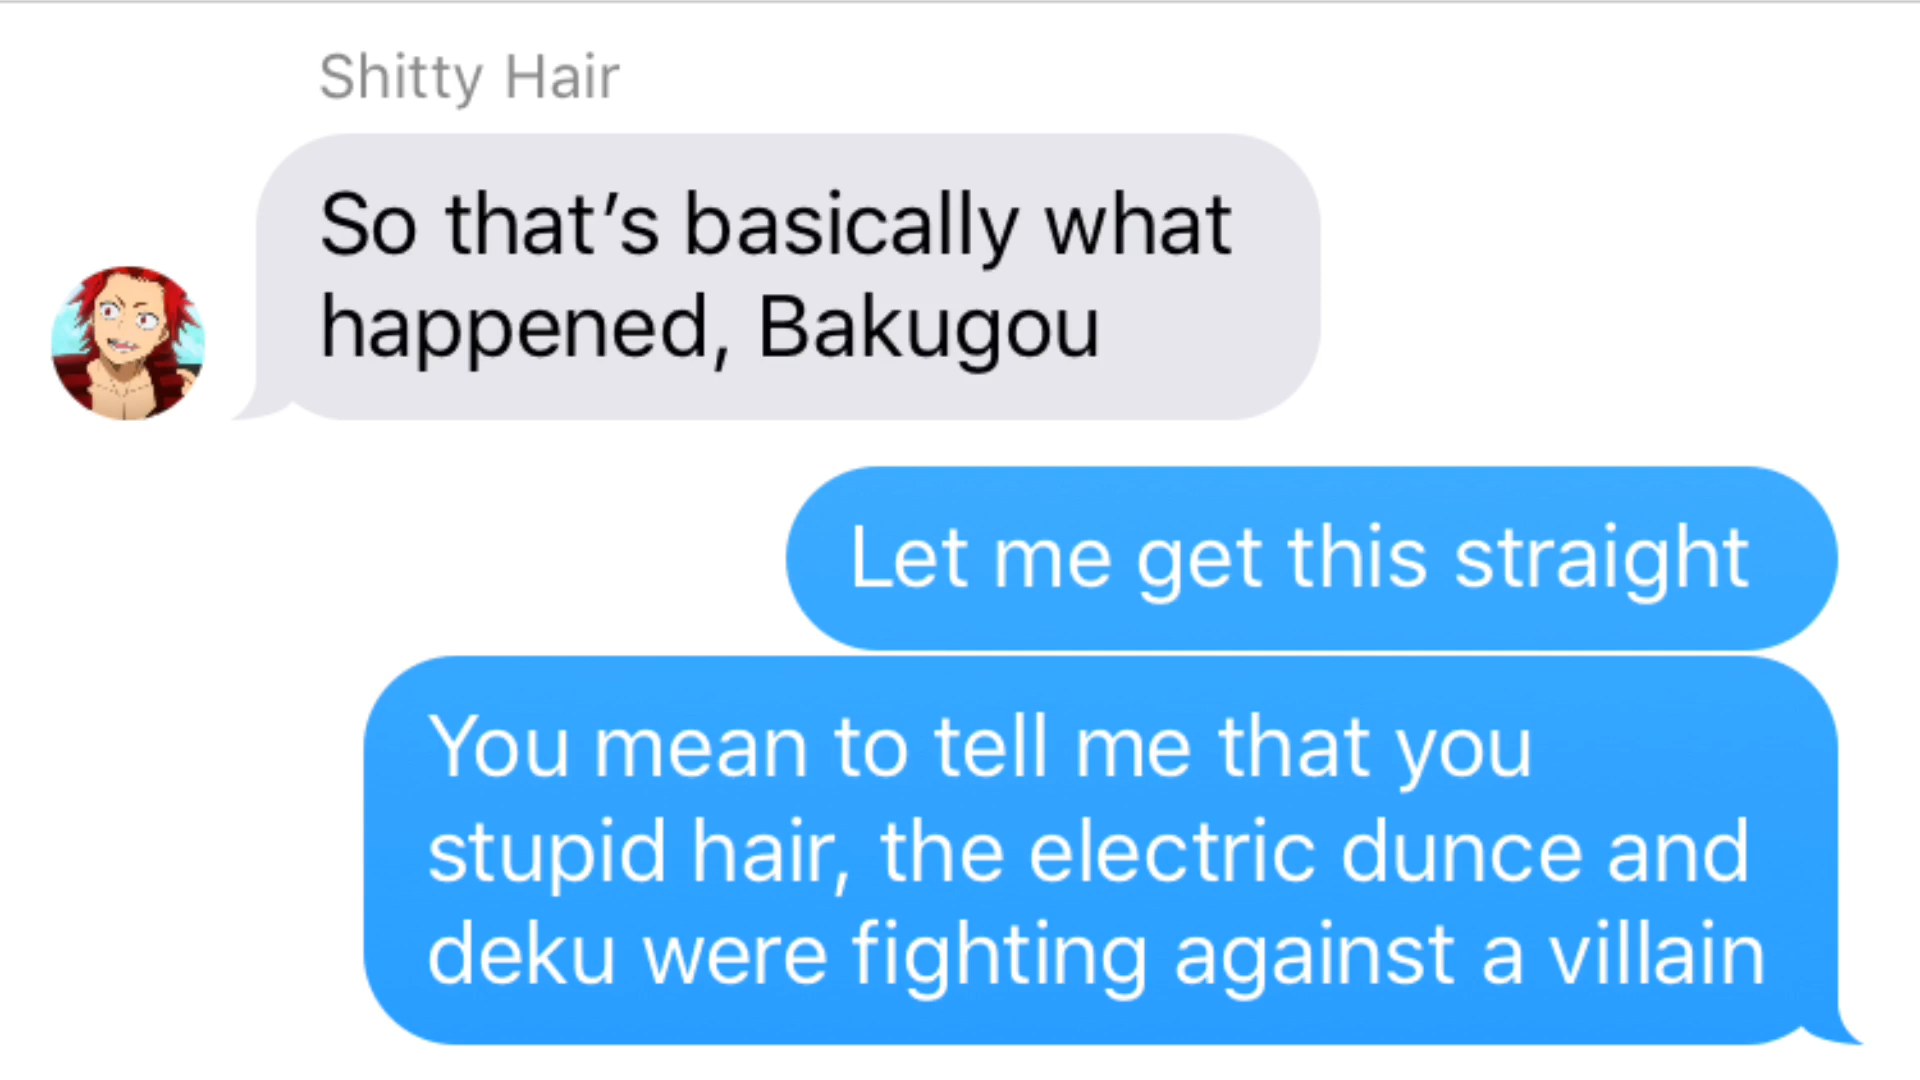 Shitty Hair
So that’s basically what
happened, Bakugou
Let me get this straight
You mean to tell me that you
stupid hair, the electric dunce and
deku were fighting against a villain